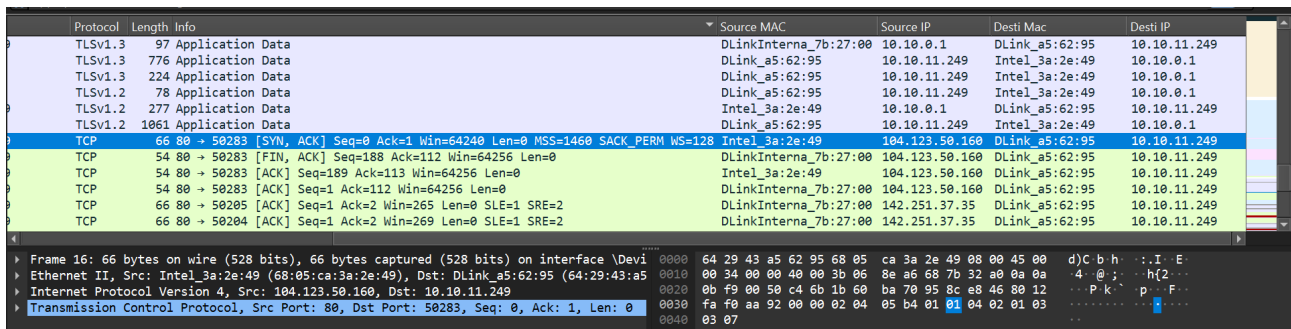 Protocol Length Info Source MAC Source IP Desti Mac Desti IP
TLSv1.3 97 Application Data DLinkInterna_7b:27:00 10.10.0.1 DLink_a5:62:95 10.10.11.249
TLSv1.3 776 Application Data DLink_a5:62:95 10.10.11.249 Intel_3a:2e:49 10.10.0.1
TLSv1.3 224 Application Data DLink_a5:62:95 10.10.11.249 Intel_3a:2e:49 10.10.0.1
TLSv1.2 78 Application Data DLink_a5:62:95 10.10.11.249 Intel_3a:2e:49 10.10.0.1
TLSv1.2 277 Application Data Intel_3a:2e:49 10.10.0.1 DLink_a5:62:95 10.10.11.249
TLSv1.2 1061 Application Data DLink_a5:62:95 10.10.11.249 Intel_3a:2e:49 10.10.0.1
TCP 66 80 → 50283 [SYN, ACK] Seq=0 Ack=1 Win=64240 Len=0 MSS=1460 SACK_PERM WS=128 Intel_3a:2e:49 104.123.50.160 DLink_a5:62:95 10.10.11.249
TCP 54 80 → 50283 [FIN, ACK] Seq=188 Ack=112 Win=64256 Len=0 DLinkInterna_7b:27:00 104.123.50.160 DLink_a5:62:95 10.10.11.249
TCP 54 80 → 50283 [ACK] Seq=189 Ack=113 Win=64256 Len=0 Intel_3a:2e:49 104.123.50.160 DLink_a5:62:95 10.10.11.249
TCP 54 80 → 50283 [ACK] Seq=1 Ack=112 Win=64256 Len=0 DLinkInterna_7b:27:00 104.123.50.160 DLink_a5:62:95 10.10.11.249
TCP 66 80 → 50205 [ACK] Seq=1 Ack=2 Win=265 Len=0 SLE=1 SRE=2 DLinkInterna_7b:27:00 142.251.37.35 DLink_a5:62:95 10.10.11.249
TCP 66 80 → 50204 [ACK] Seq=1 Ack=2 Win=269 Len=0 SLE=1 SRE=2 DLinkInterna_7b:27:00 142.251.37.35 DLink_a5:62:95 10.10.11.249
Frame 16: 66 bytes on wire (528 bits), 66 bytes captured (528 bits) on interface \Devi
Ethernet II, Src: Intel_3a:2e:49 (68:05:ca:3a:2e:49), Dst: DLink_a5:62:95 (64:29:43:a5
Internet Protocol Version 4, Src: 104.123.50.160, Dst: 10.10.11.249
Transmission Control Protocol, Src Port: 80, Dst Port: 50283, Seq: 0, Ack: 1, Len: 0
0000 64 29 43 a5 62 95 68 05 ca 3a 2e 49 08 00 45 00 d)C·b·h· ·:.I··E·
0010 00 34 00 00 40 00 3b 06 8e a6 68 7b 32 a0 0a 0a ·4··@·;· ··h{2···
0020 0b f9 00 50 c4 6b 1b 60 ba 70 95 8c e8 46 80 12 ···P·k·` ·p···F··
0030 fa f0 aa 92 00 00 02 04 05 b4 01 01 04 02 01 03 ········ ········
0040 03 07 ··